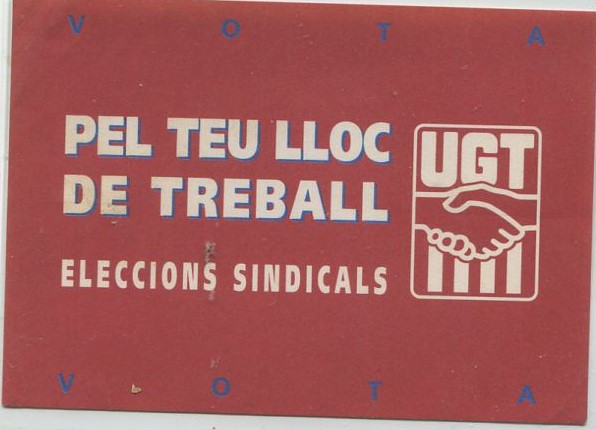 V O T A
PEL TEU LLOC
DE TREBALL
UGT
ELECCIONS SINDICALS
V O T A